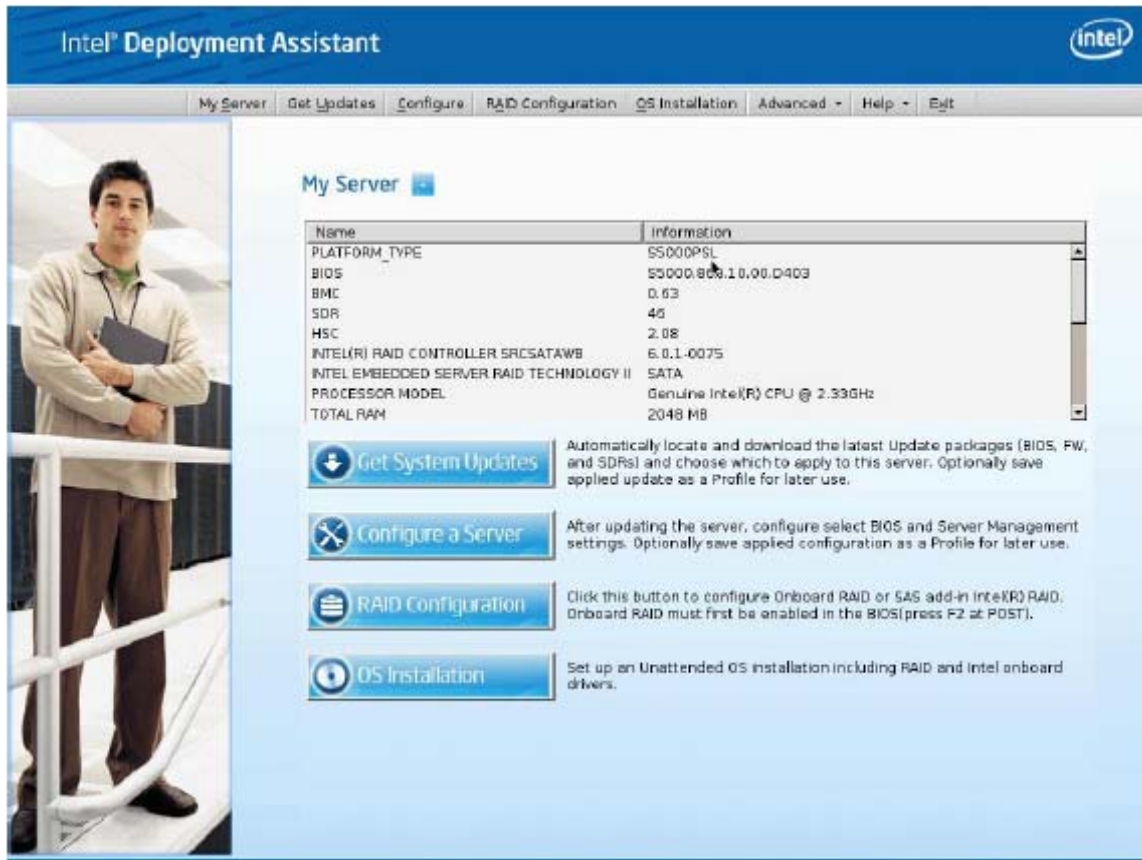 Intel® Deployment Assistant
intel
My Server Get Updates Configure RAID Configuration OS Installation Advanced Help Exit
My Server
Name Information
PLATFORM_TYPE S5000PSL
BIOS
BMC 0.63
SDR 46
HSC 2.08
INTEL(R) RAID CONTROLLER SRCSATAWB 6.0.1-0075
INTEL EMBEDDED SERVER RAID TECHNOLOGY II SATA
PROCESSOR MODEL Genuine Intel(R) CPU @ 2.33GHz
TOTAL RAM 2048 MB
Get System Updates
Automatically locate and download the latest Update packages (BIOS, FW,
and SDRs) and choose which to apply to this server. Optionally save
applied update as a Profile for later use.
Configure a Server
After updating the server, configure select BIOS and Server Management
settings. Optionally save applied configuration as a Profile for later use.
RAID Configuration
Click this button to configure Onboard RAID or SAS add-in Intel(R) RAID.
Onboard RAID must first be enabled in the BIOS(press F2 at POST).
OS Installation
Set up an Unattended OS installation including RAID and Intel onboard
drivers.